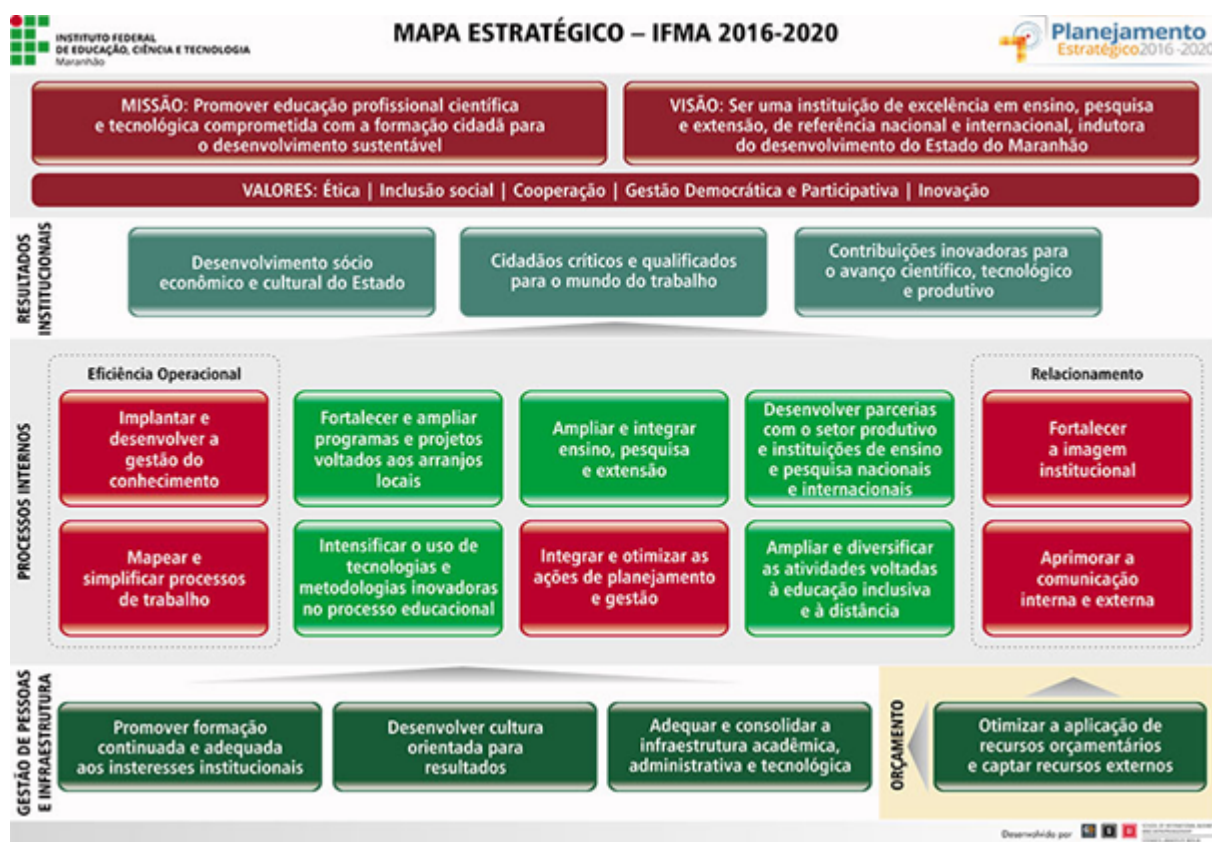 INSTITUTO FEDERAL
DE EDUCAÇÃO, CIÊNCIA E TECNOLOGIA
Maranhão
MAPA ESTRATÉGICO – IFMA 2016-2020
Planejamento
Estratégico2016-2020
MISSÃO: Promover educação profissional científica
e tecnológica comprometida com a formação cidadã para
o desenvolvimento sustentável
VISÃO: Ser uma instituição de excelência em ensino, pesquisa
e extensão, de referência nacional e internacional, indutora
do desenvolvimento do Estado do Maranhão
VALORES: Ética | Inclusão social | Cooperação | Gestão Democrática e Participativa | Inovação
RESULTADOS
INSTITUCIONAIS
Desenvolvimento sócio
econômico e cultural do Estado
Cidadãos críticos e qualificados
para o mundo do trabalho
Contribuições inovadoras para
o avanço científico, tecnológico
e produtivo
PROCESSOS INTERNOS
Eficiência Operacional
Implantar e
desenvolver a
gestão do
conhecimento
Fortalecer e ampliar
programas e projetos
voltados aos arranjos
locais
Ampliar e integrar
ensino, pesquisa
e extensão
Desenvolver parcerias
com o setor produtivo
e instituições de ensino
e pesquisa nacionais
e internacionais
Relacionamento
Fortalecer
a imagem
institucional
Mapear e
simplificar processos
de trabalho
Intensificar o uso de
tecnologias e
metodologias inovadoras
no processo educacional
Integrar e otimizar as
ações de planejamento
e gestão
Ampliar e diversificar
as atividades voltadas
à educação inclusiva
e à distância
Aprimorar a
comunicação
interna e externa
GESTÃO DE PESSOAS
E INFRAESTRUTURA
Promover formação
continuada e adequada
aos insteresses institucionais
Desenvolver cultura
orientada para
resultados
Adequar e consolidar a
infraestrutura acadêmica,
administrativa e tecnológica
ORÇAMENTO
Otimizar a aplicação de
recursos orçamentários
e captar recursos externos
Desenvolvido por